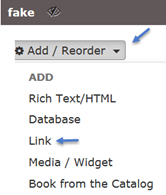 fake
Add / Reorder
ADD
Rich Text/HTML
Database
Link
Media / Widget
Book from the Catalog